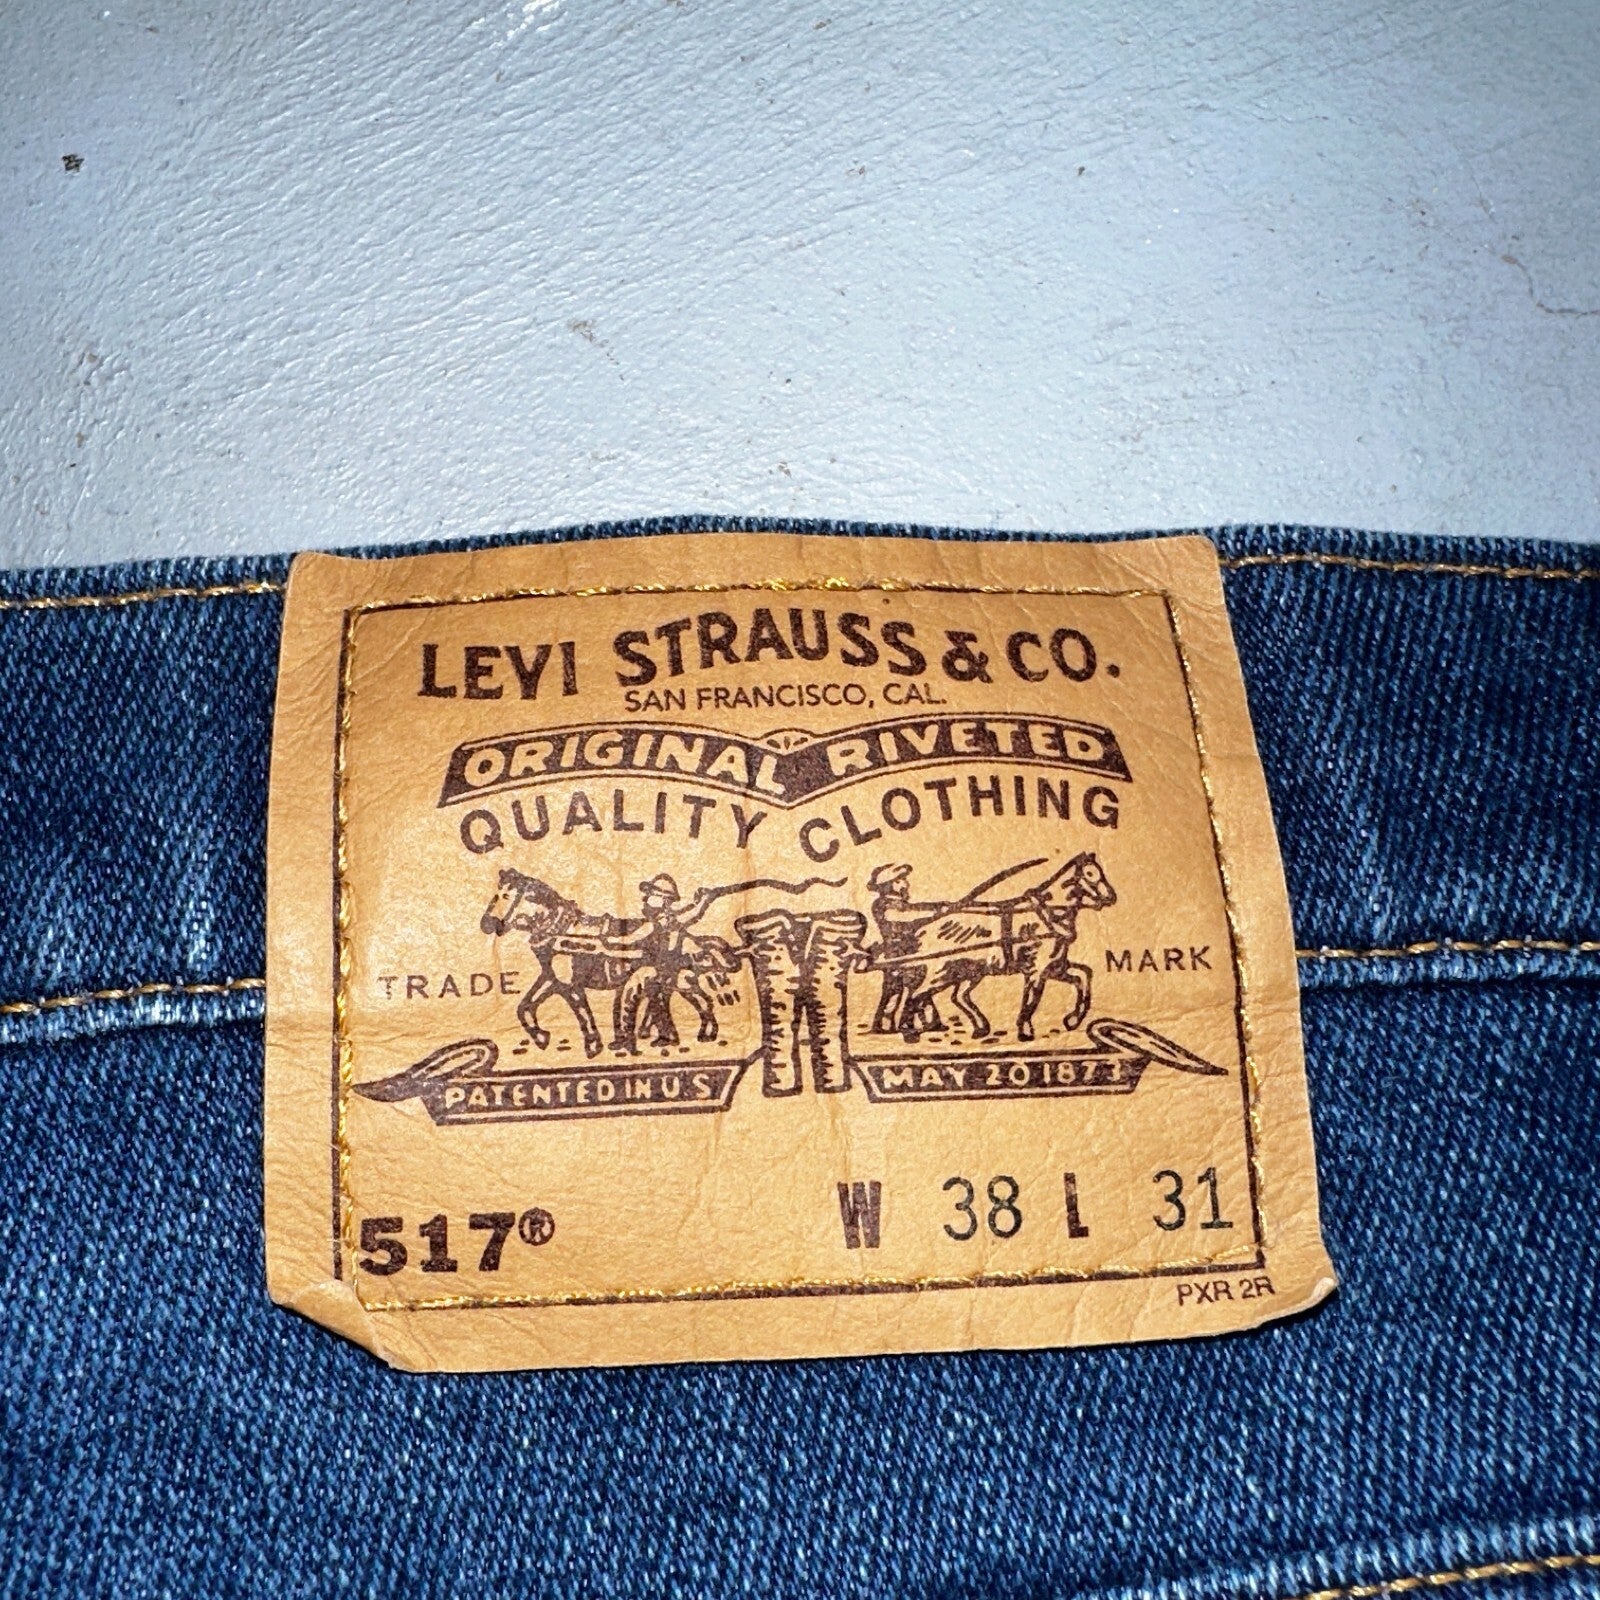 LEVI STRAUSS & CO.
SAN FRANCISCO, CAL.
ORIGINAL RIVETED
QUALITY CLOTHING
TRADE MARK
PATENTED IN U.S MAY 20 1873
517® W 38 L 31
PXR 2R